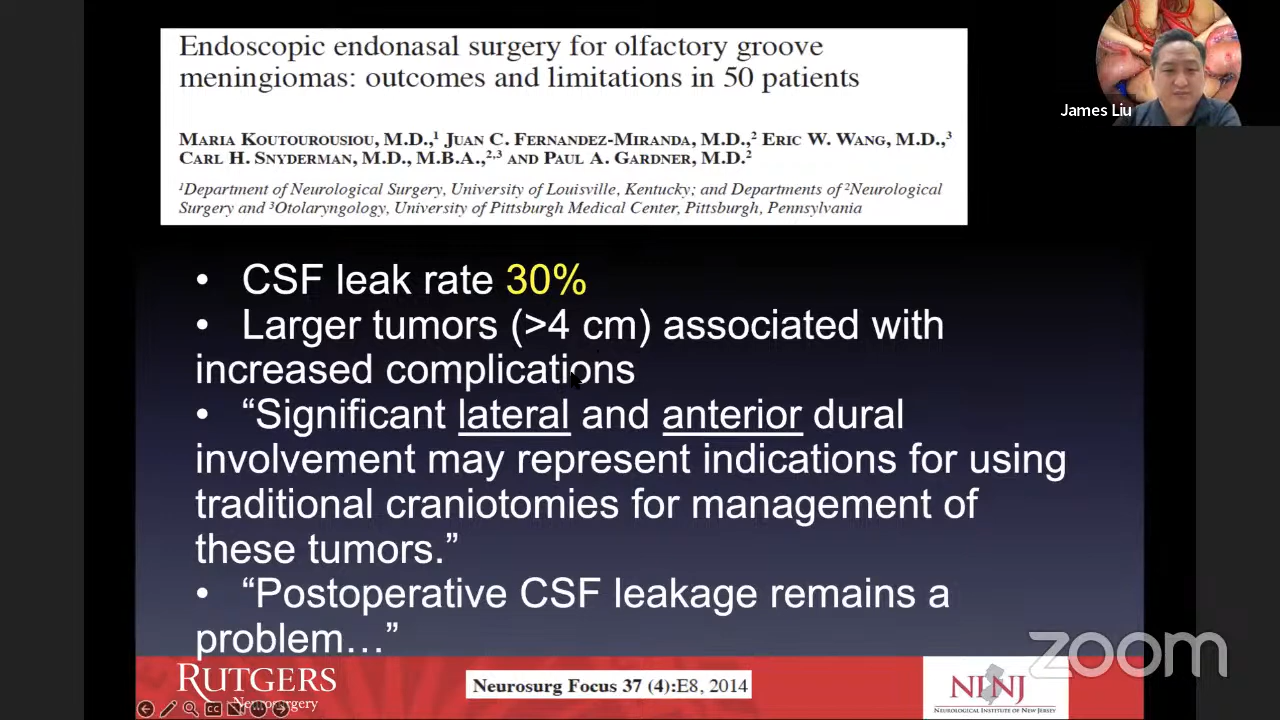 Endoscopic endonasal surgery for olfactory groove
meningiomas: outcomes and limitations in 50 patients
MARIA KOUTOUROUSIOU, M.D.,1 JUAN C. FERNANDEZ-MIRANDA, M.D.,2 ERIC W. WANG, M.D.,3
CARL H. SNYDERMAN, M.D., M.B.A.,2,3 AND PAUL A. GARDNER, M.D.2
1Department of Neurological Surgery, University of Louisville, Kentucky; and Departments of 2Neurological
Surgery and 3Otolaryngology, University of Pittsburgh Medical Center, Pittsburgh, Pennsylvania
James Liu
• CSF leak rate 30%
• Larger tumors (>4 cm) associated with
increased complications
• “Significant lateral and anterior dural
involvement may represent indications for using
traditional craniotomies for management of
these tumors.”
• “Postoperative CSF leakage remains a
problem…”
zoom
RUTGERS
Neurosurgery
Neurosurg Focus 37 (4):E8, 2014
NINJ
NEUROLOGICAL INSTITUTE OF NEW JERSEY